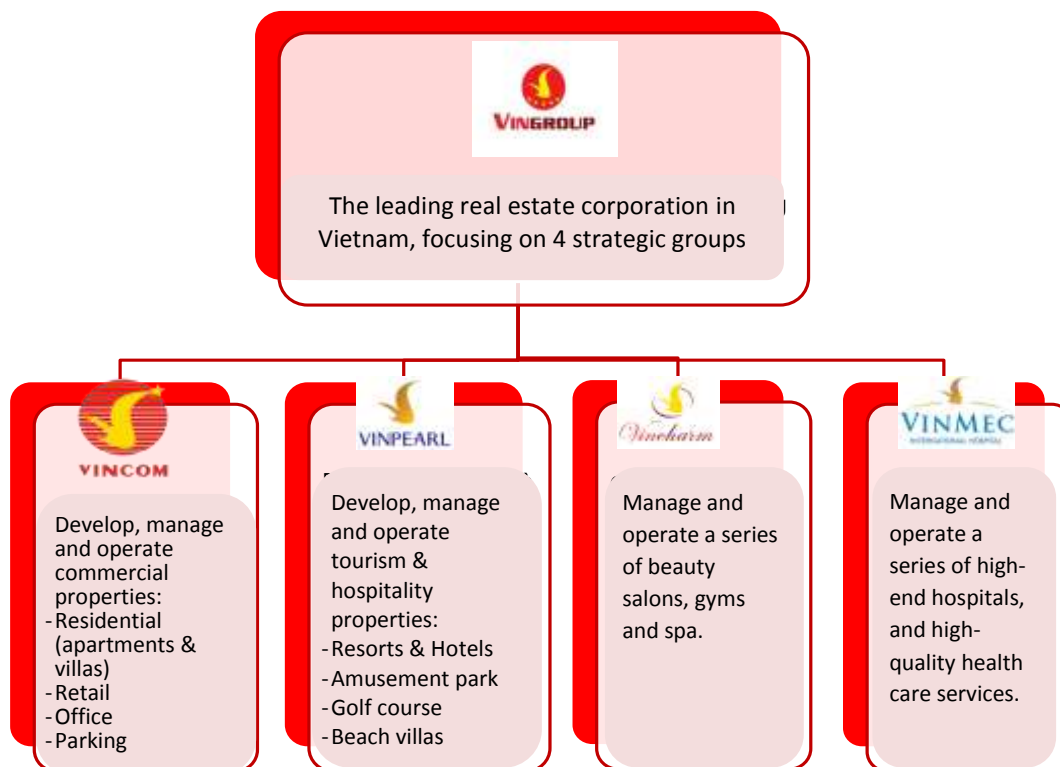 VINGROUP
The leading real estate corporation in
Vietnam, focusing on 4 strategic groups
VINCOM
Develop, manage
and operate
commercial
properties:
-Residential
(apartments &
villas)
-Retail
-Office
-Parking
VINPEARL
Develop, manage
and operate
tourism &
hospitality
properties:
-Resorts & Hotels
-Amusement park
-Golf course
-Beach villas
Vincharm
Manage and
operate a series
of beauty
salons, gyms
and spa.
VINMEC
INTERNATIONAL HOSPITAL
Manage and
operate a
series of high-
end hospitals,
and high-
quality health
care services.